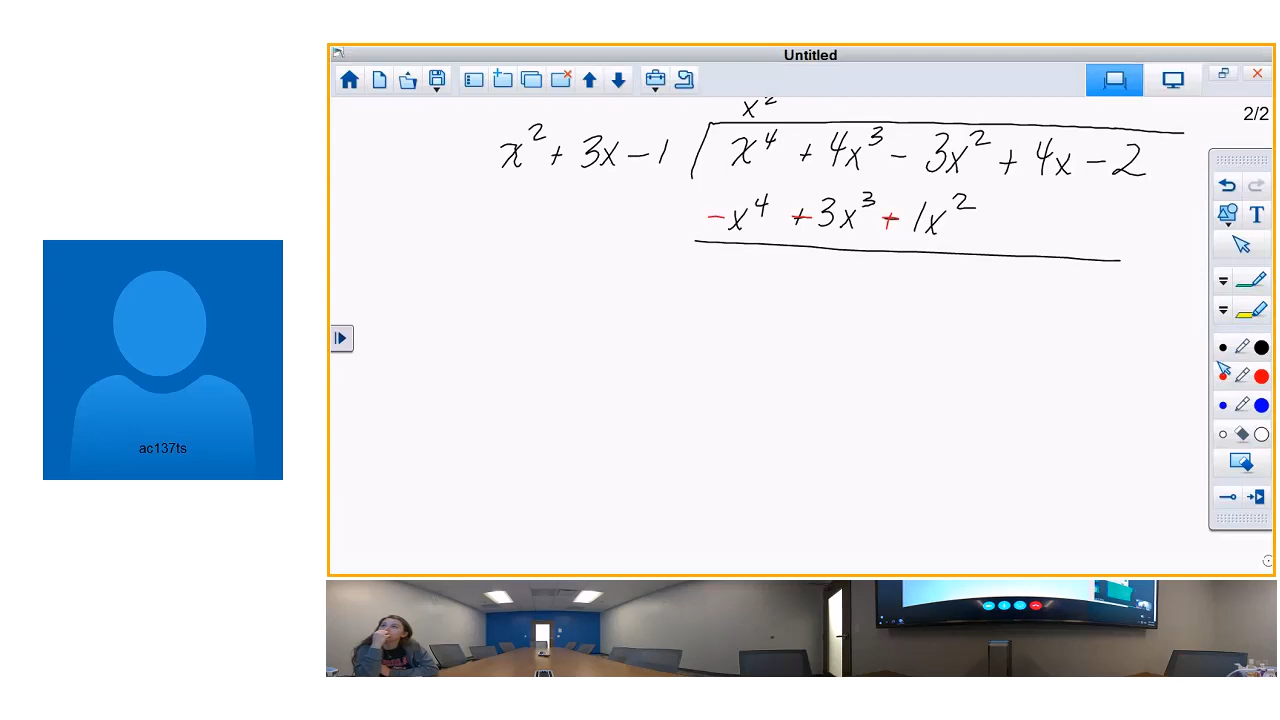 Untitled
2/2
x²
x² + 3x - 1 x⁴ + 4x³ - 3x² + 4x - 2
- x⁴ + 3x³ + 1x²
T
ac137ts